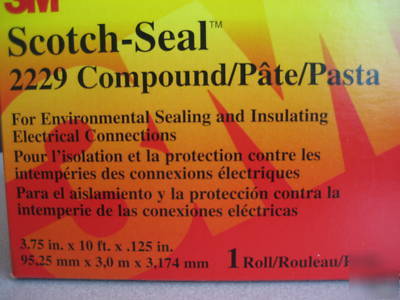 3M
Scotch-Seal™
2229 Compound/Pâte/Pasta
For Environmental Sealing and Insulating
Electrical Connections
Pour l'isolation et la protection contre les
intempéries des connexions électriques
Para el aislamiento y la protección contra la
intemperie de las conexiones eléctricas
3.75 in. x 10 ft. x .125 in.
95,25 mm x 3,0 m x 3,174 mm 1 Roll/Rouleau/